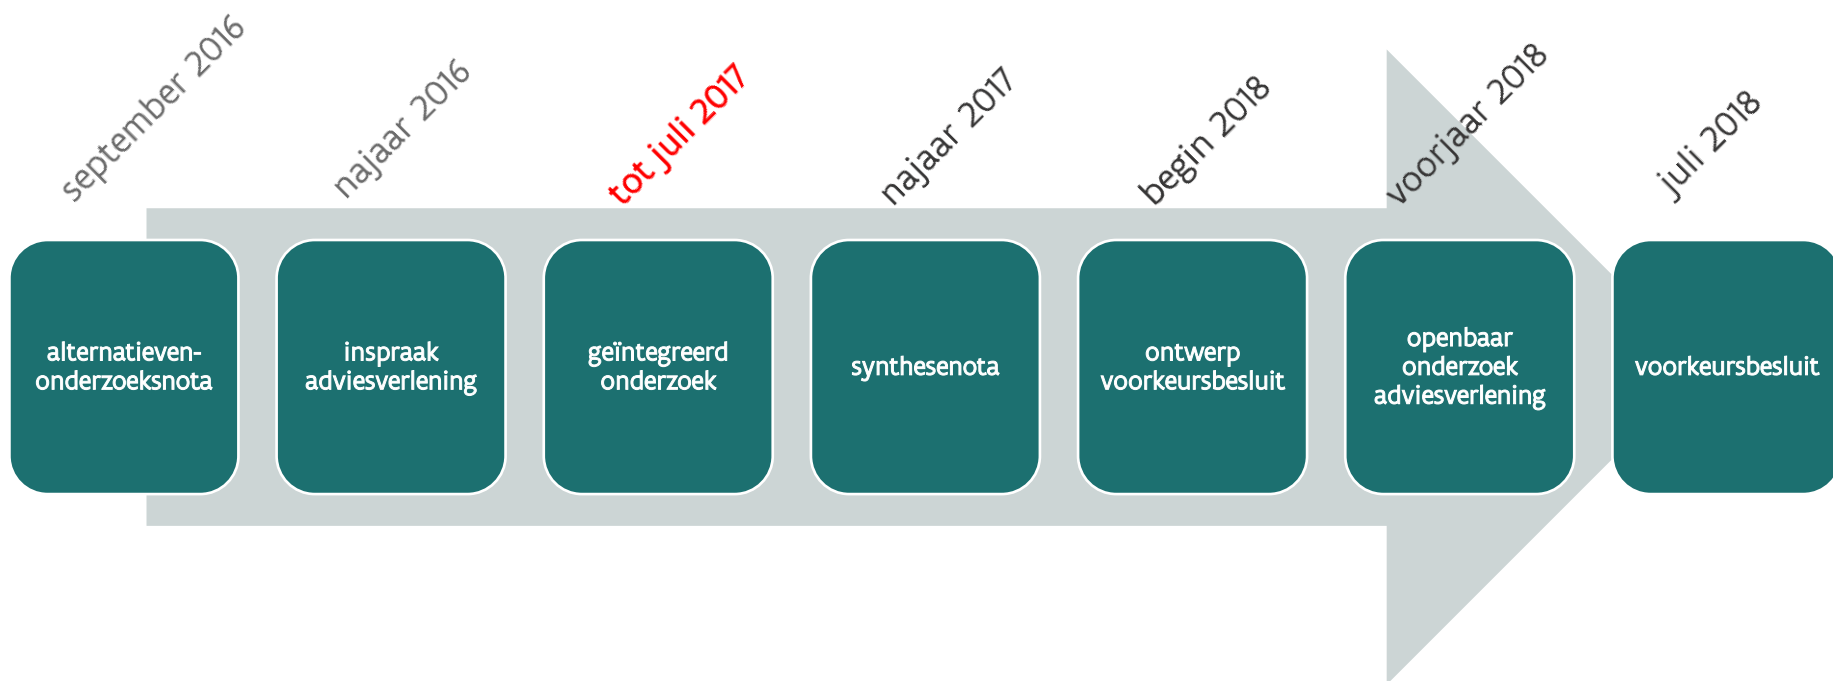 september 2016
najaar 2016
tot juli 2017
najaar 2017
begin 2018
voorjaar 2018
juli 2018
alternatieven-
onderzoeksnota
inspraak
adviesverlening
geïntegreerd
onderzoek
synthesenota
ontwerp
voorkeursbesluit
openbaar
onderzoek
adviesverlening
voorkeursbesluit